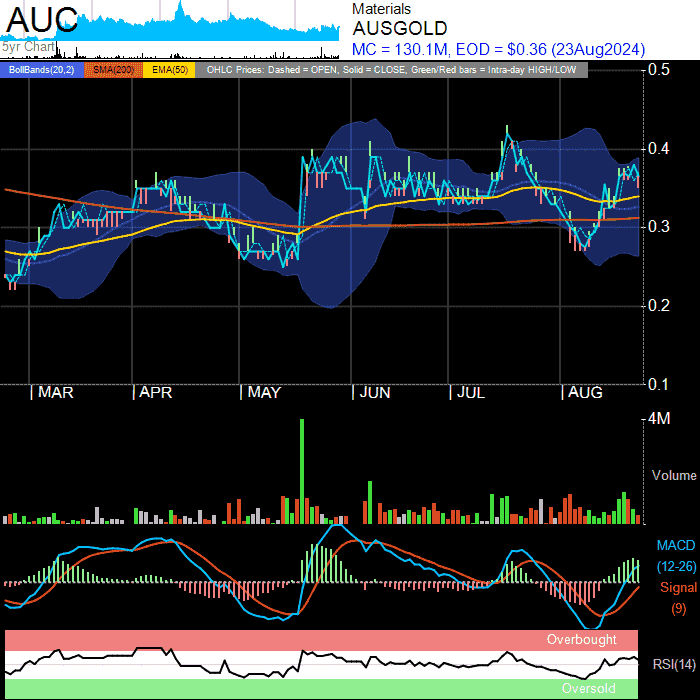 AUC
5yr Chart
Materials
AUSGOLD
MC = 130.1M, EOD = $0.36 (23Aug2024)
BollBands(20,2) SMA(200) EMA(50) OHLC Prices: Dashed = OPEN, Solid = CLOSE, Green/Red bars = Intra-day HIGH/LOW
0.5
0.4
0.3
0.2
0.1
| MAR | APR | MAY | JUN | JUL | AUG
4M
Volume
MACD
(12-26)
Signal
(9)
Overbought
RSI(14)
Oversold